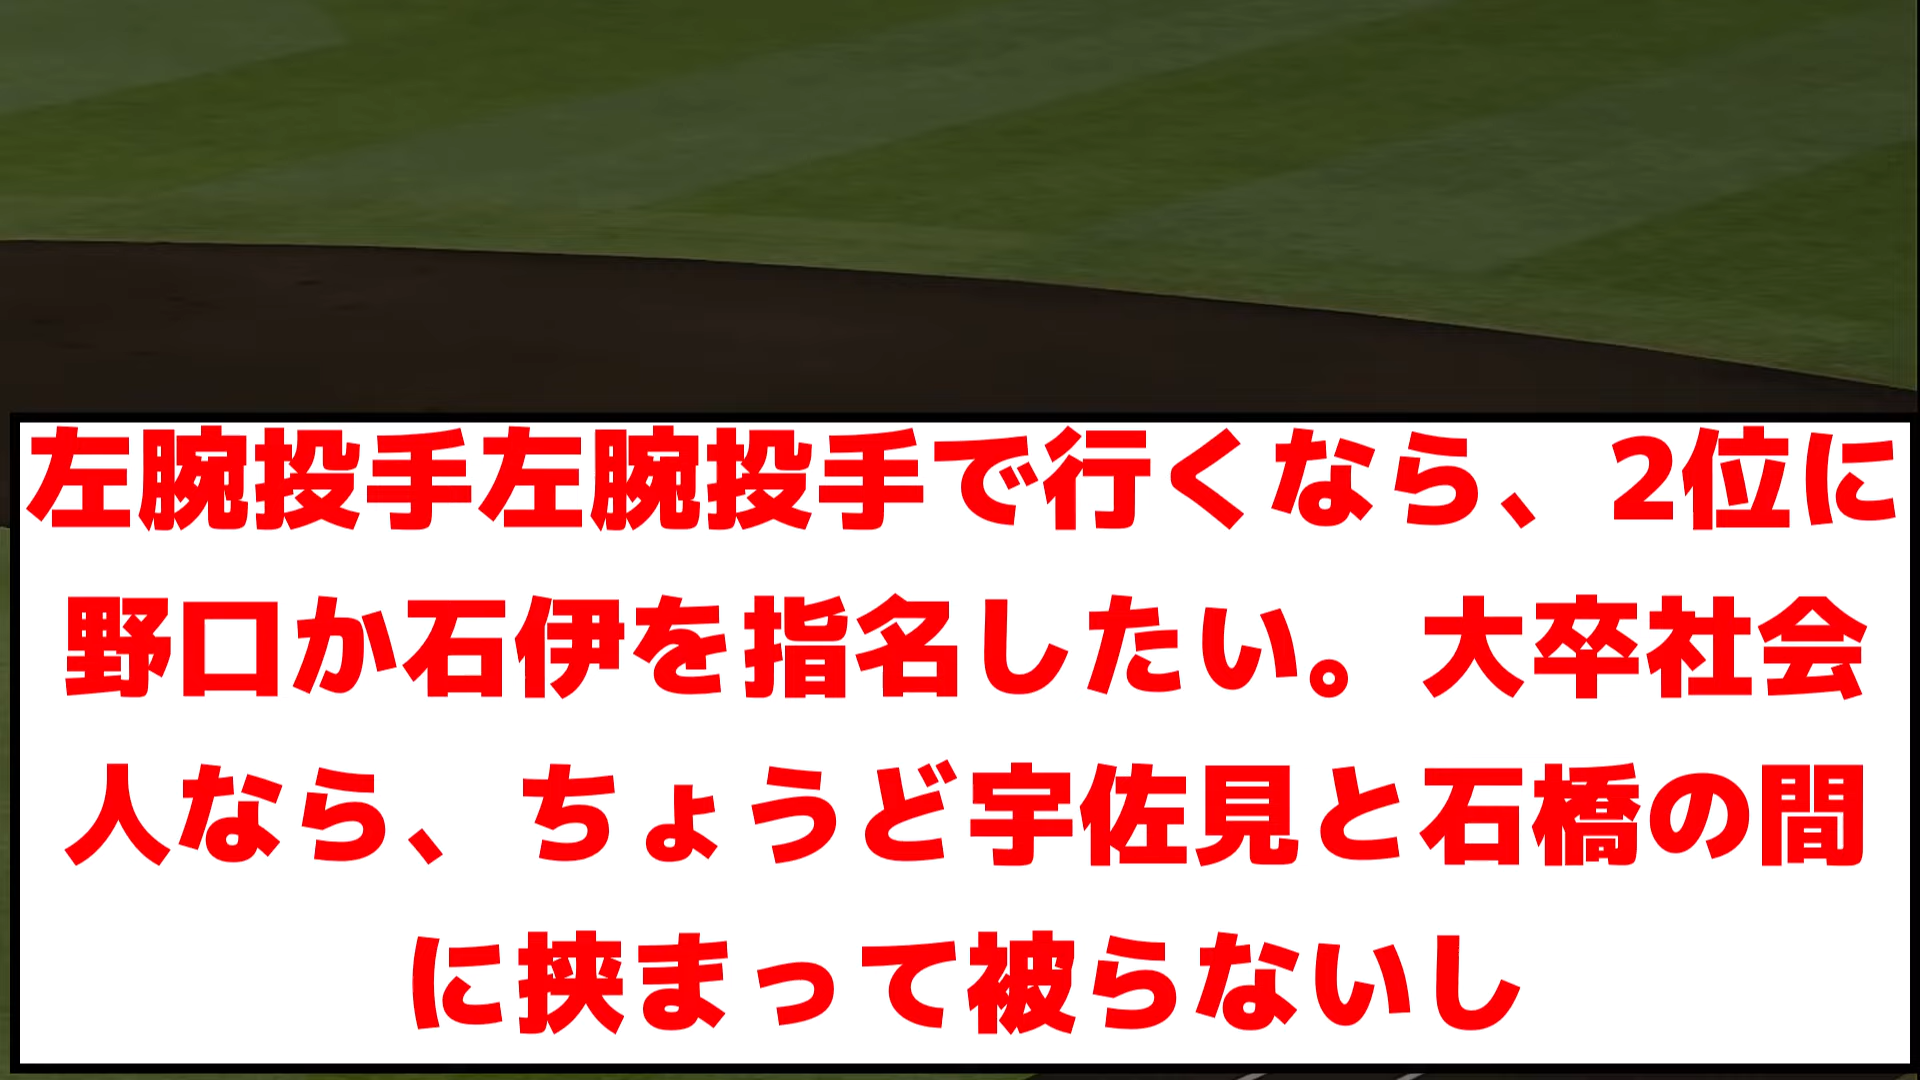 左腕投手左腕投手で行くなら、2位に
野口か石伊を指名したい。大卒社会
人なら、ちょうど宇佐見と石橋の間
に挟まって被らないし